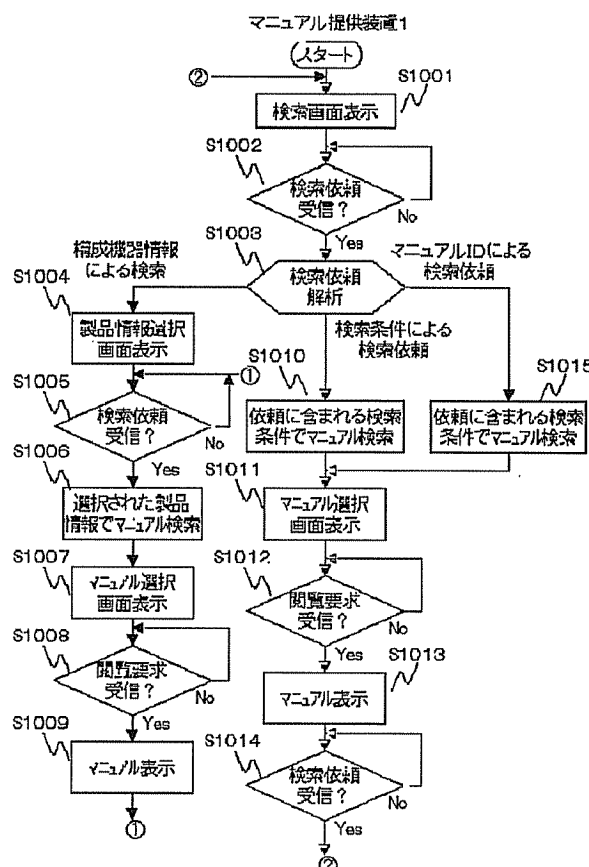 マニュアル提供装置1
スタート
②
S1001
検索画面表示
S1002
検索依頼
受信？
No
Yes
S1003
検索依頼
解析
構成機器情報
による検索
マニュアルIDによる
検索依頼
検索条件による
検索依頼
S1004
製品情報選択
画面表示
①
S1005
検索依頼
受信？
No
Yes
S1006
選択された製品
情報でマニュアル検索
S1007
マニュアル選択
画面表示
S1008
閲覧要求
受信？
No
Yes
S1009
マニュアル表示
①
S1010
依頼に含まれる検索
条件でマニュアル検索
S1015
依頼に含まれる検索
条件でマニュアル検索
S1011
マニュアル選択
画面表示
S1012
閲覧要求
受信？
No
Yes
S1013
マニュアル表示
S1014
検索依頼
受信？
No
Yes
②